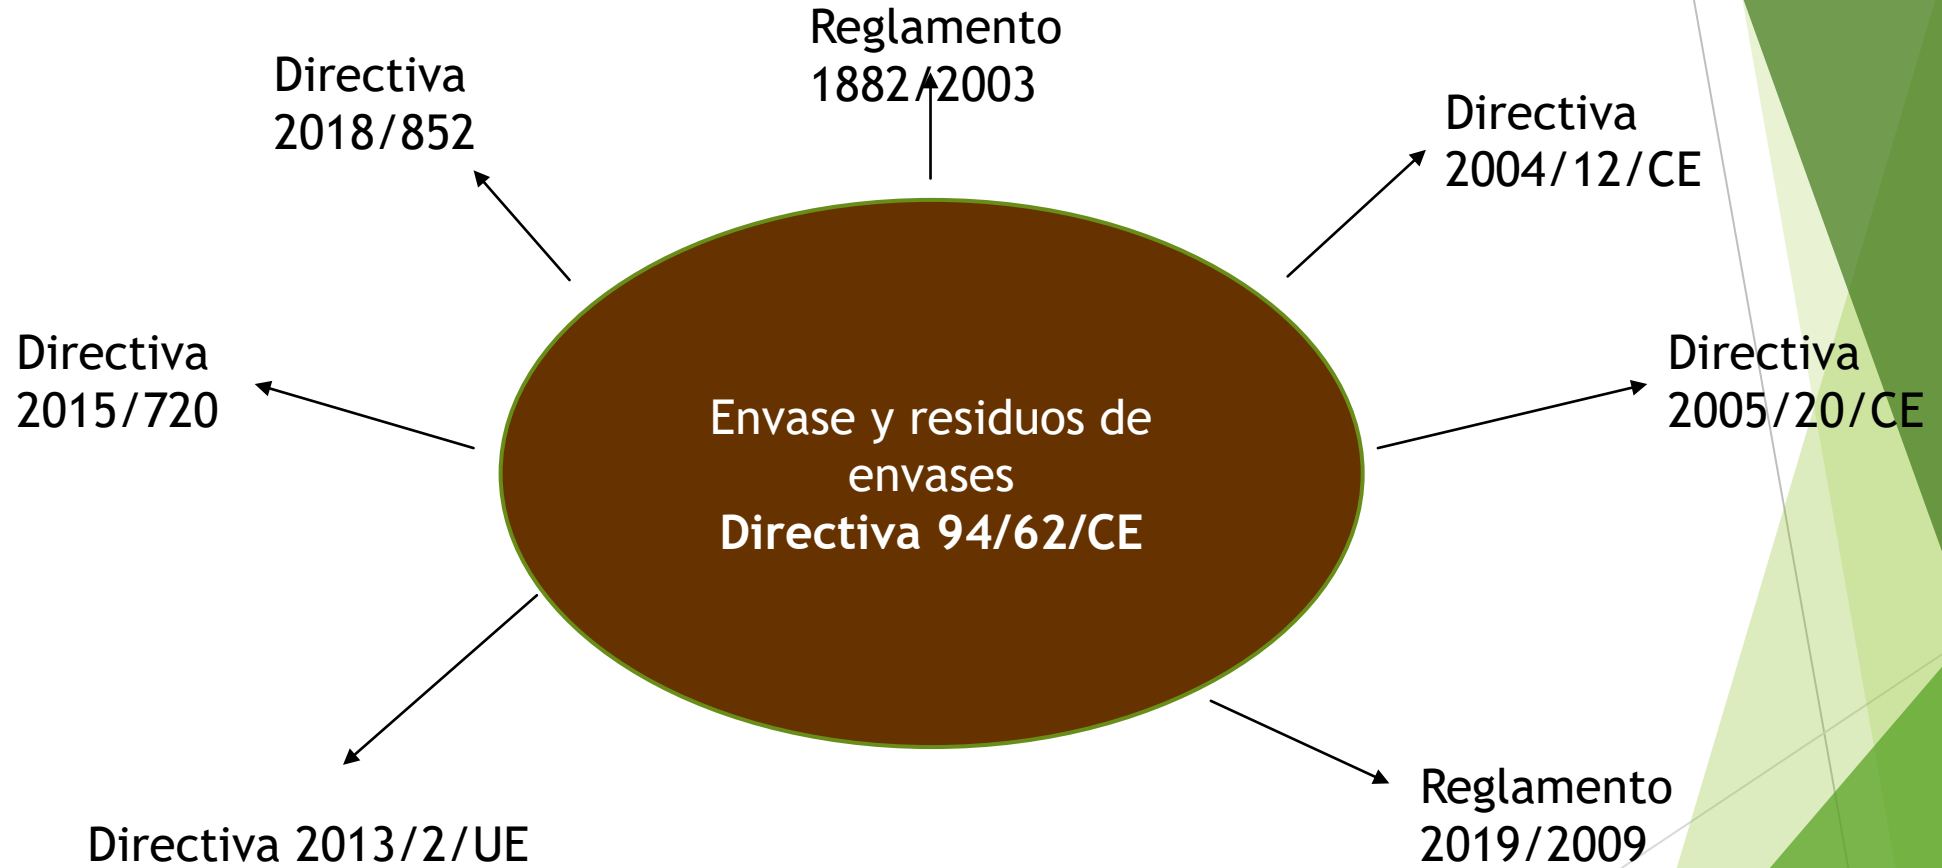 Reglamento
1882/2003
Directiva
2018/852
Directiva
2004/12/CE
Directiva
2015/720
Directiva
2005/20/CE
Envase y residuos de
envases
Directiva 94/62/CE
Directiva 2013/2/UE
Reglamento
2019/2009